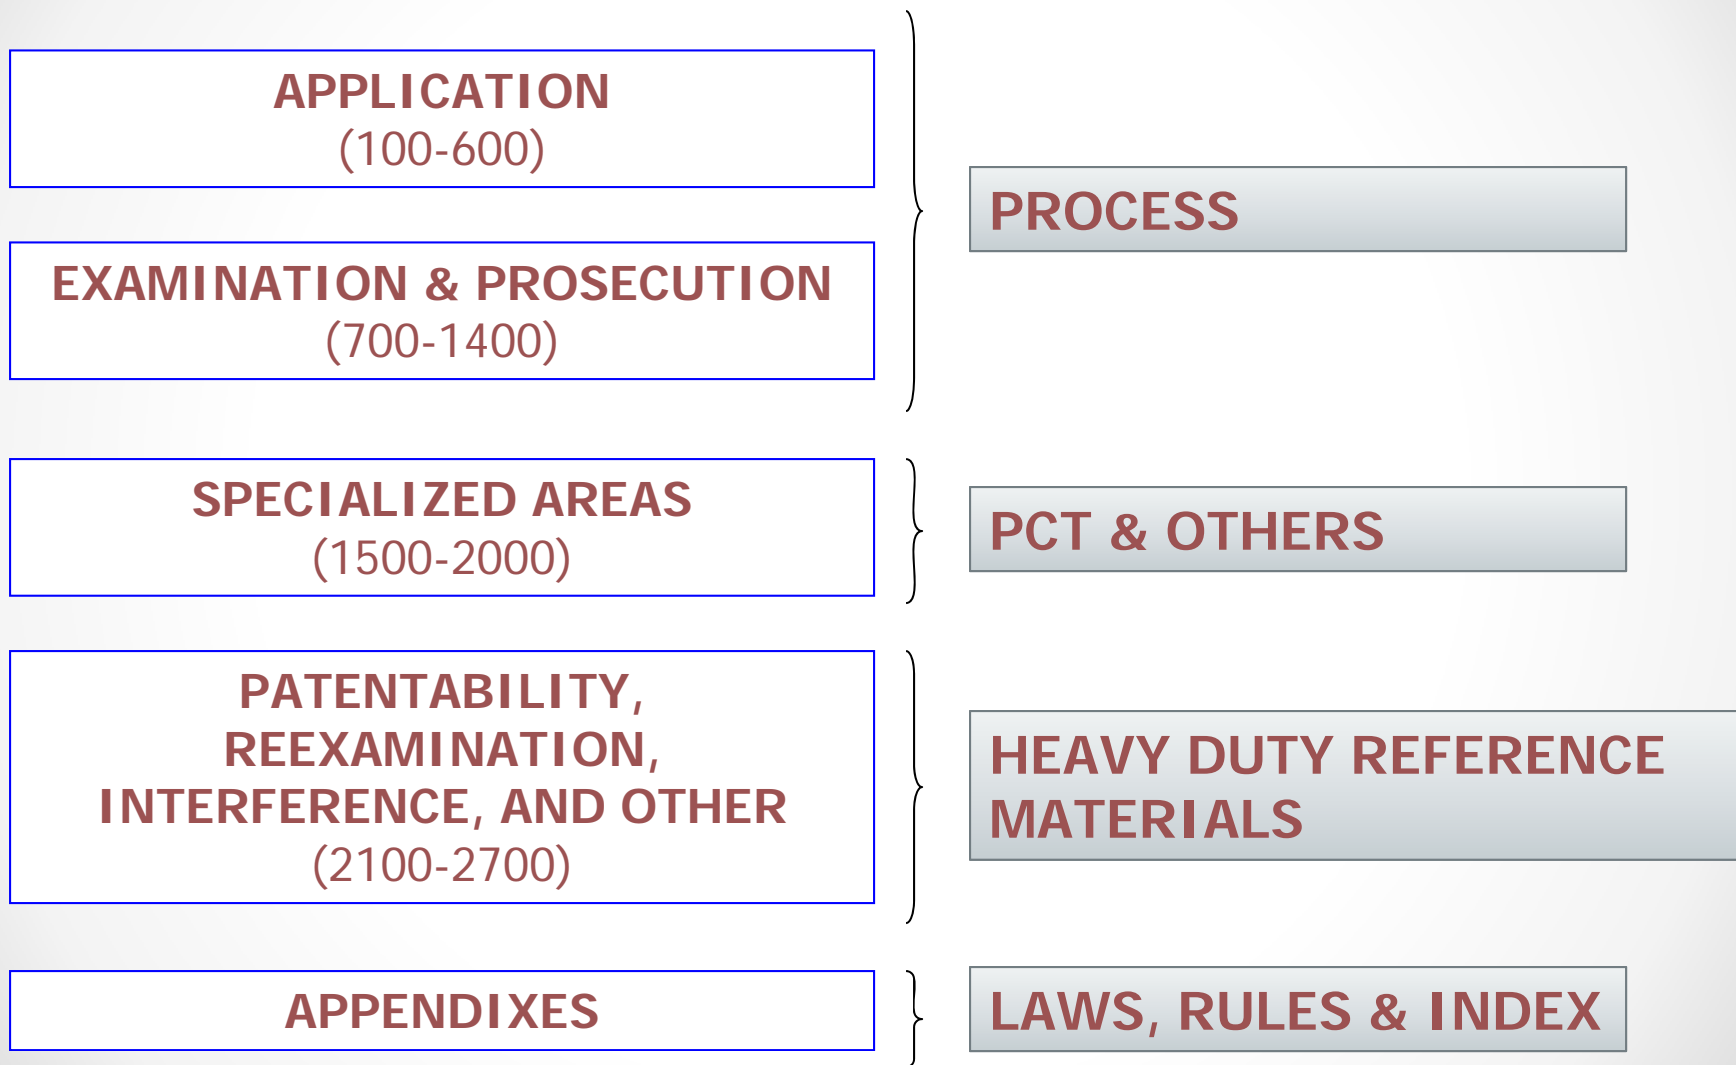 APPLICATION
(100-600)
EXAMINATION & PROSECUTION
(700-1400)
PROCESS
SPECIALIZED AREAS
(1500-2000)
PCT & OTHERS
PATENTABILITY,
REEXAMINATION,
INTERFERENCE, AND OTHER
(2100-2700)
HEAVY DUTY REFERENCE
MATERIALS
APPENDIXES
LAWS, RULES & INDEX